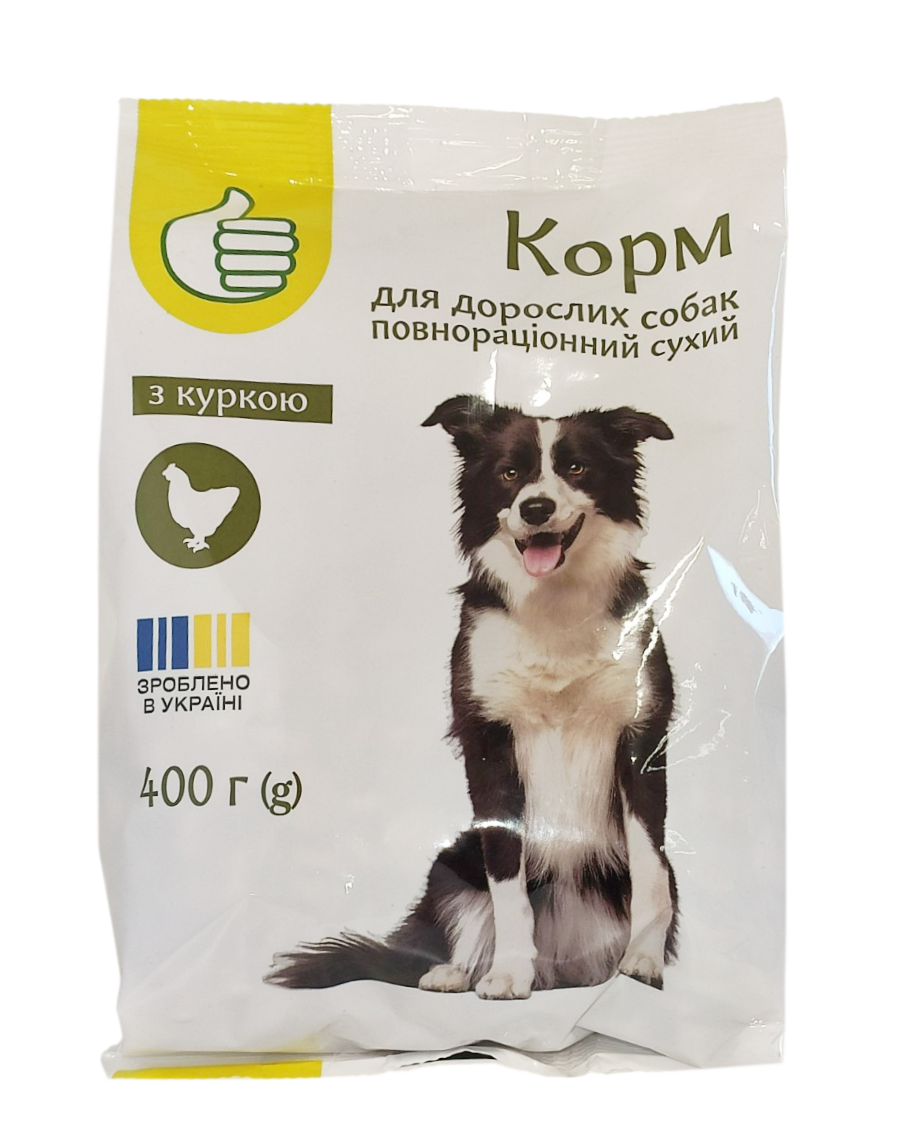 Корм
для дорослих собак
повнораціонний сухий
з куркою
ЗРОБЛЕНО
В УКРАЇНІ
400 г (g)